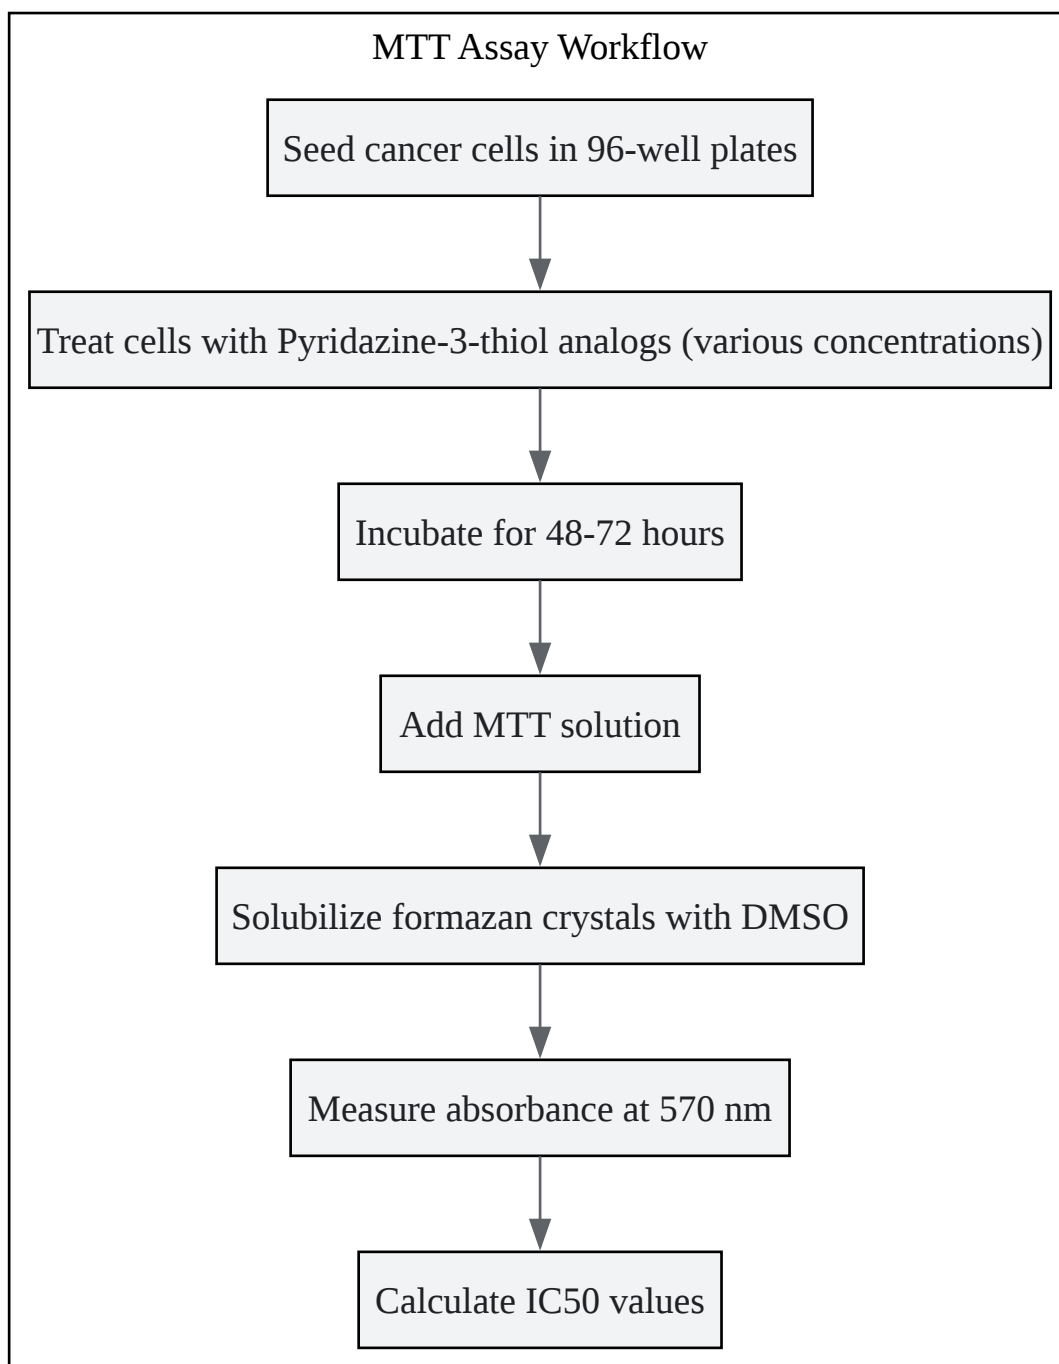 MTT Assay Workflow
Seed cancer cells in 96-well plates
Treat cells with Pyridazine-3-thiol analogs (various concentrations)
Incubate for 48-72 hours
Add MTT solution
Solubilize formazan crystals with DMSO
Measure absorbance at 570 nm
Calculate IC50 values